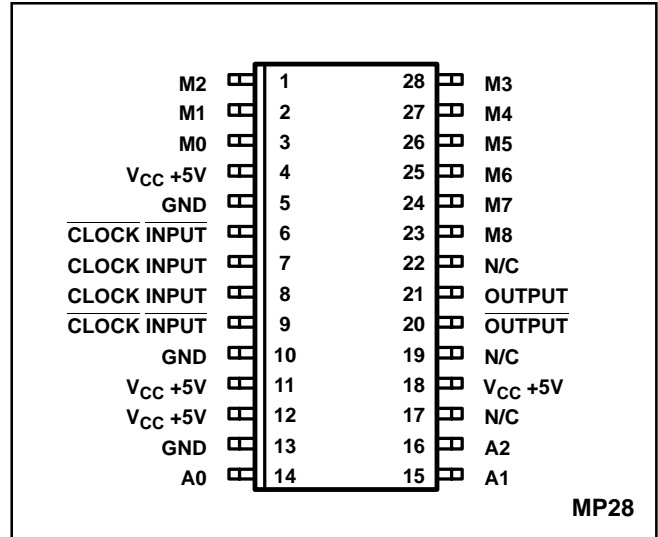 M2 1 28 M3
M1 2 27 M4
M0 3 26 M5
VCC +5V 4 25 M6
GND 5 24 M7
CLOCK INPUT 6 23 M8
CLOCK INPUT 7 22 N/C
CLOCK INPUT 8 21 OUTPUT
CLOCK INPUT 9 20 OUTPUT
GND 10 19 N/C
VCC +5V 11 18 VCC +5V
VCC +5V 12 17 N/C
GND 13 16 A2
A0 14 15 A1
MP28